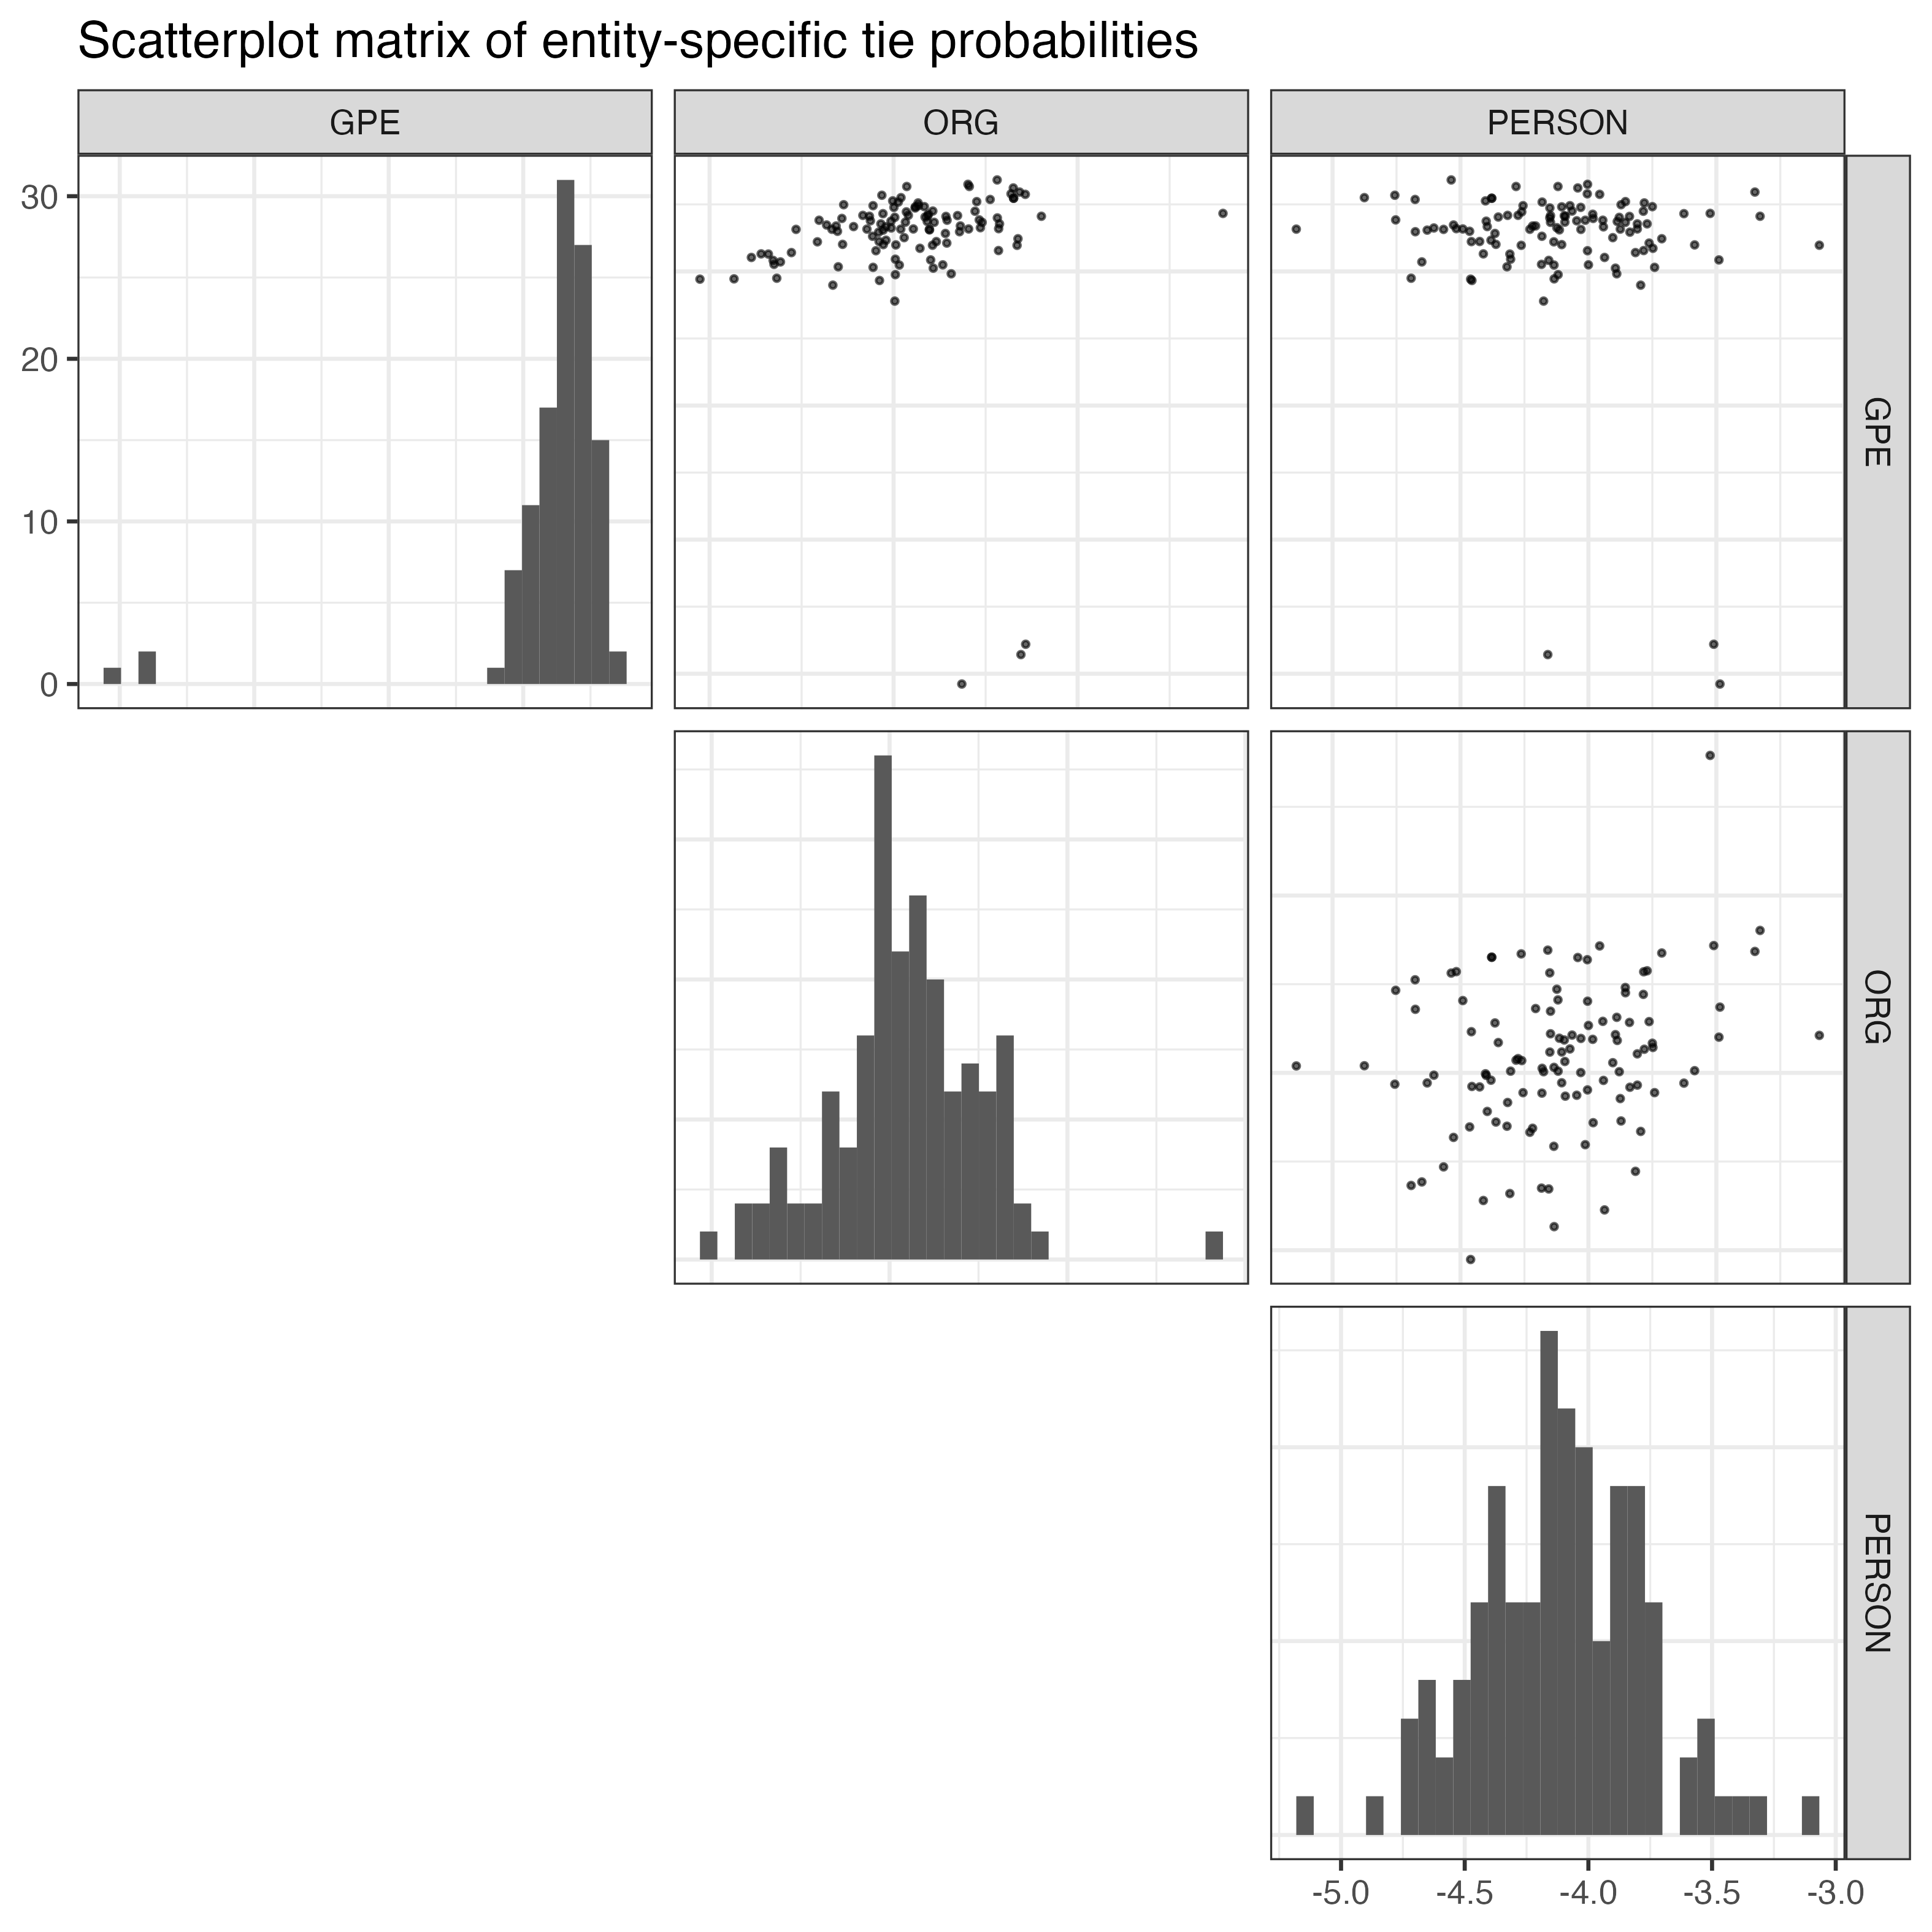 Scatterplot matrix of entity-specific tie probabilities
GPE
ORG
PERSON
30
20
10
0
GPE
ORG
PERSON
-5.0
-4.5
-4.0
-3.5
-3.0